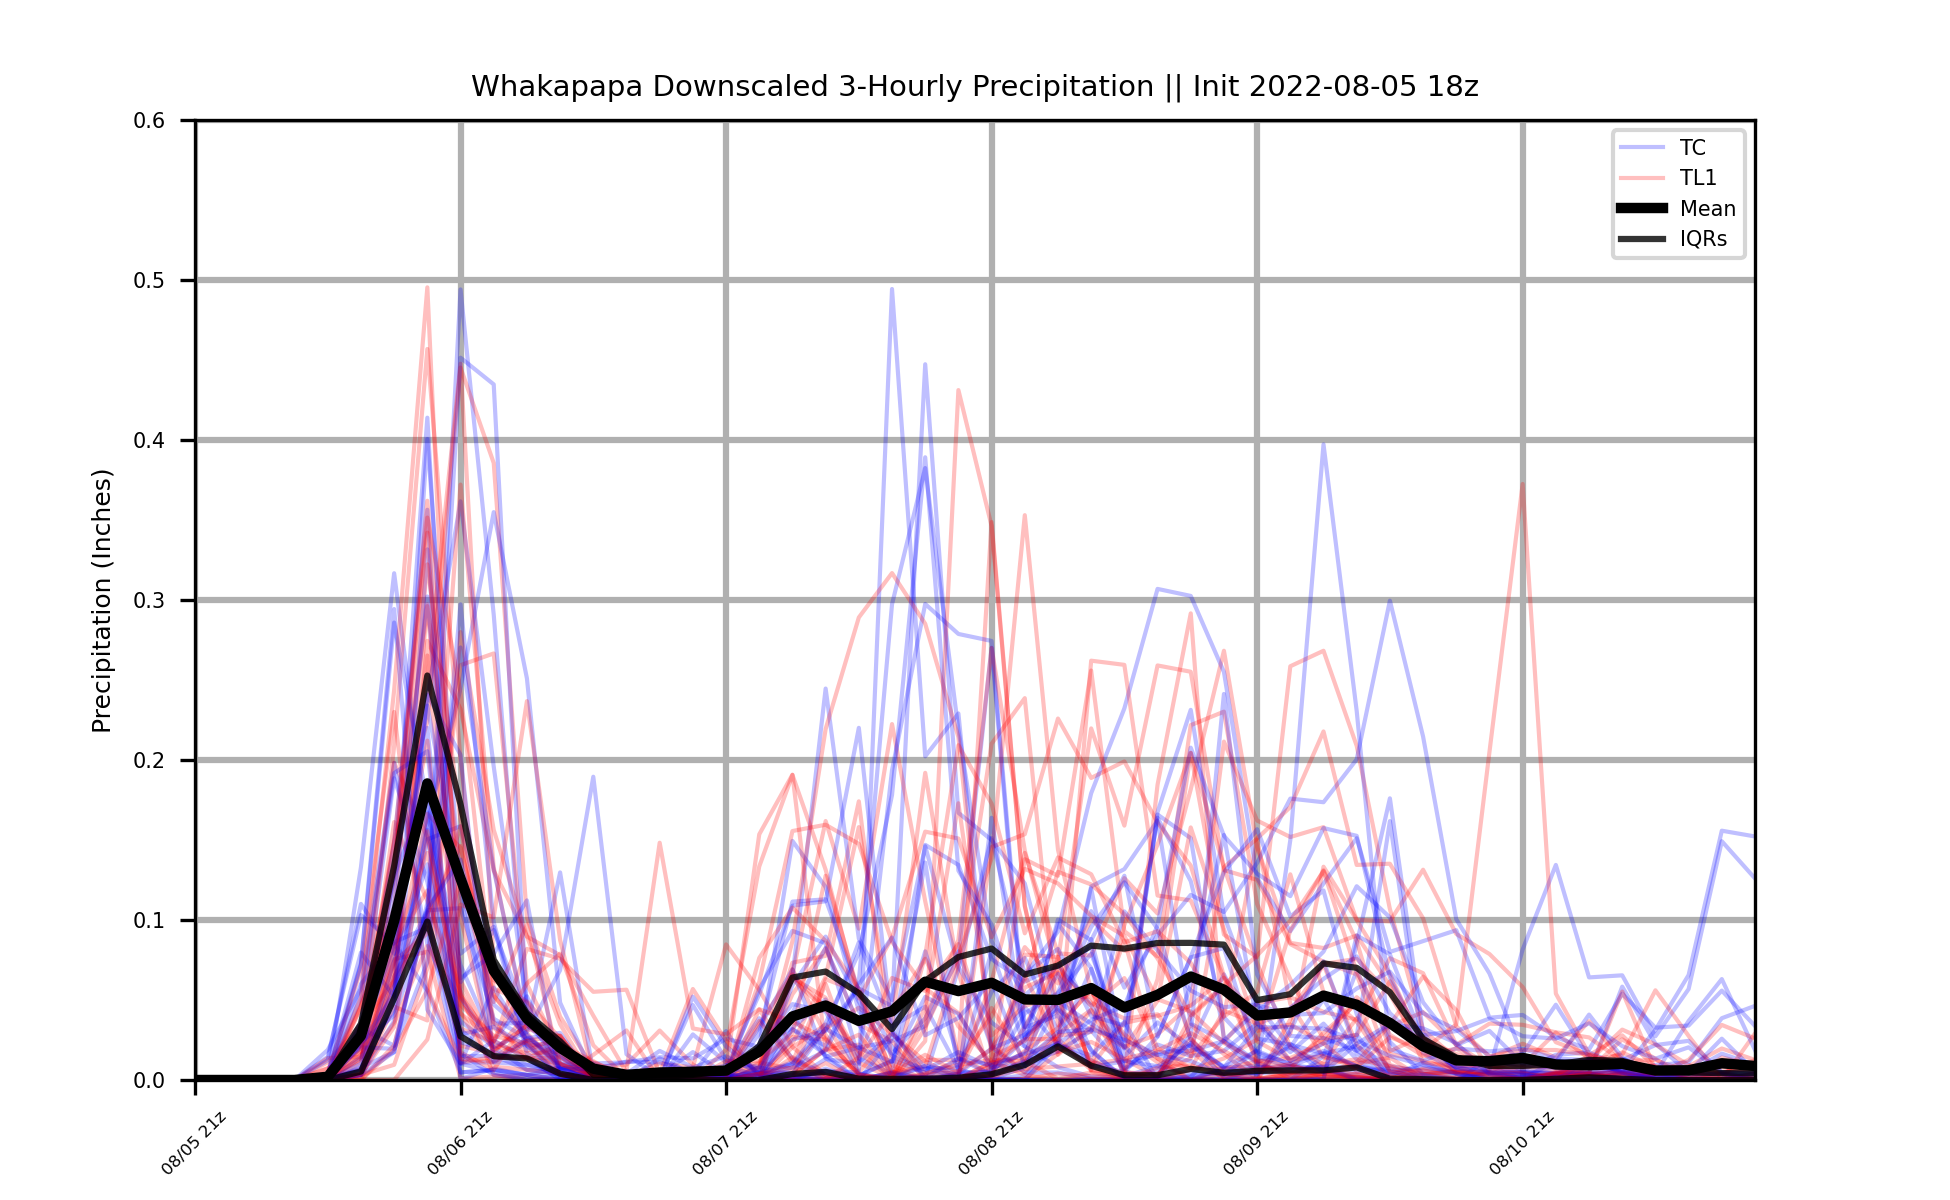 Whakapapa Downscaled 3-Hourly Precipitation || Init 2022-08-05 18z
Precipitation (Inches)
0.6
0.5
0.4
0.3
0.2
0.1
0.0
TC
TL1
Mean
IQRs
08/05 21z
08/06 21z
08/07 21z
08/08 21z
08/09 21z
08/10 21z